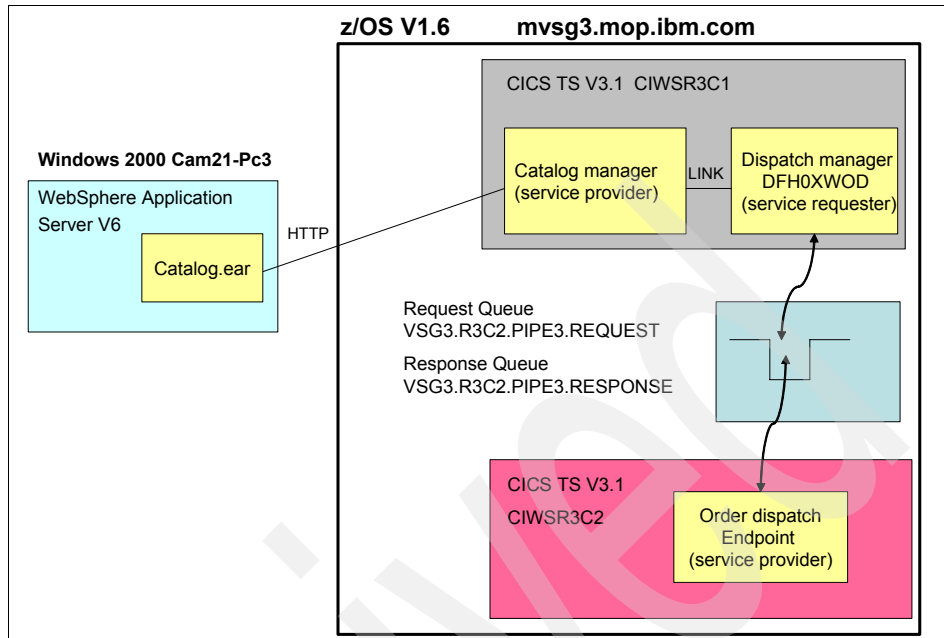 z/OS V1.6 mvsg3.mop.ibm.com
CICS TS V3.1 CIWSR3C1
Catalog manager
(service provider)
LINK
Dispatch manager
DFH0XWOD
(service requester)
Windows 2000 Cam21-Pc3
WebSphere Application
Server V6
Catalog.ear
HTTP
Request Queue
VSG3.R3C2.PIPE3.REQUEST
Response Queue
VSG3.R3C2.PIPE3.RESPONSE
CICS TS V3.1
CIWSR3C2
Order dispatch
Endpoint
(service provider)